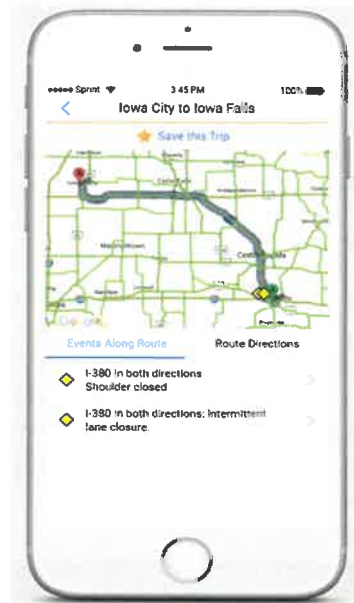 Sprint 3:45 PM 100%
Iowa City to Iowa Falls
Save this Trip
Events Along Route Route Directions
I-380 in both directions
Shoulder closed
I-380 in both directions: Intermittent
lane closure.